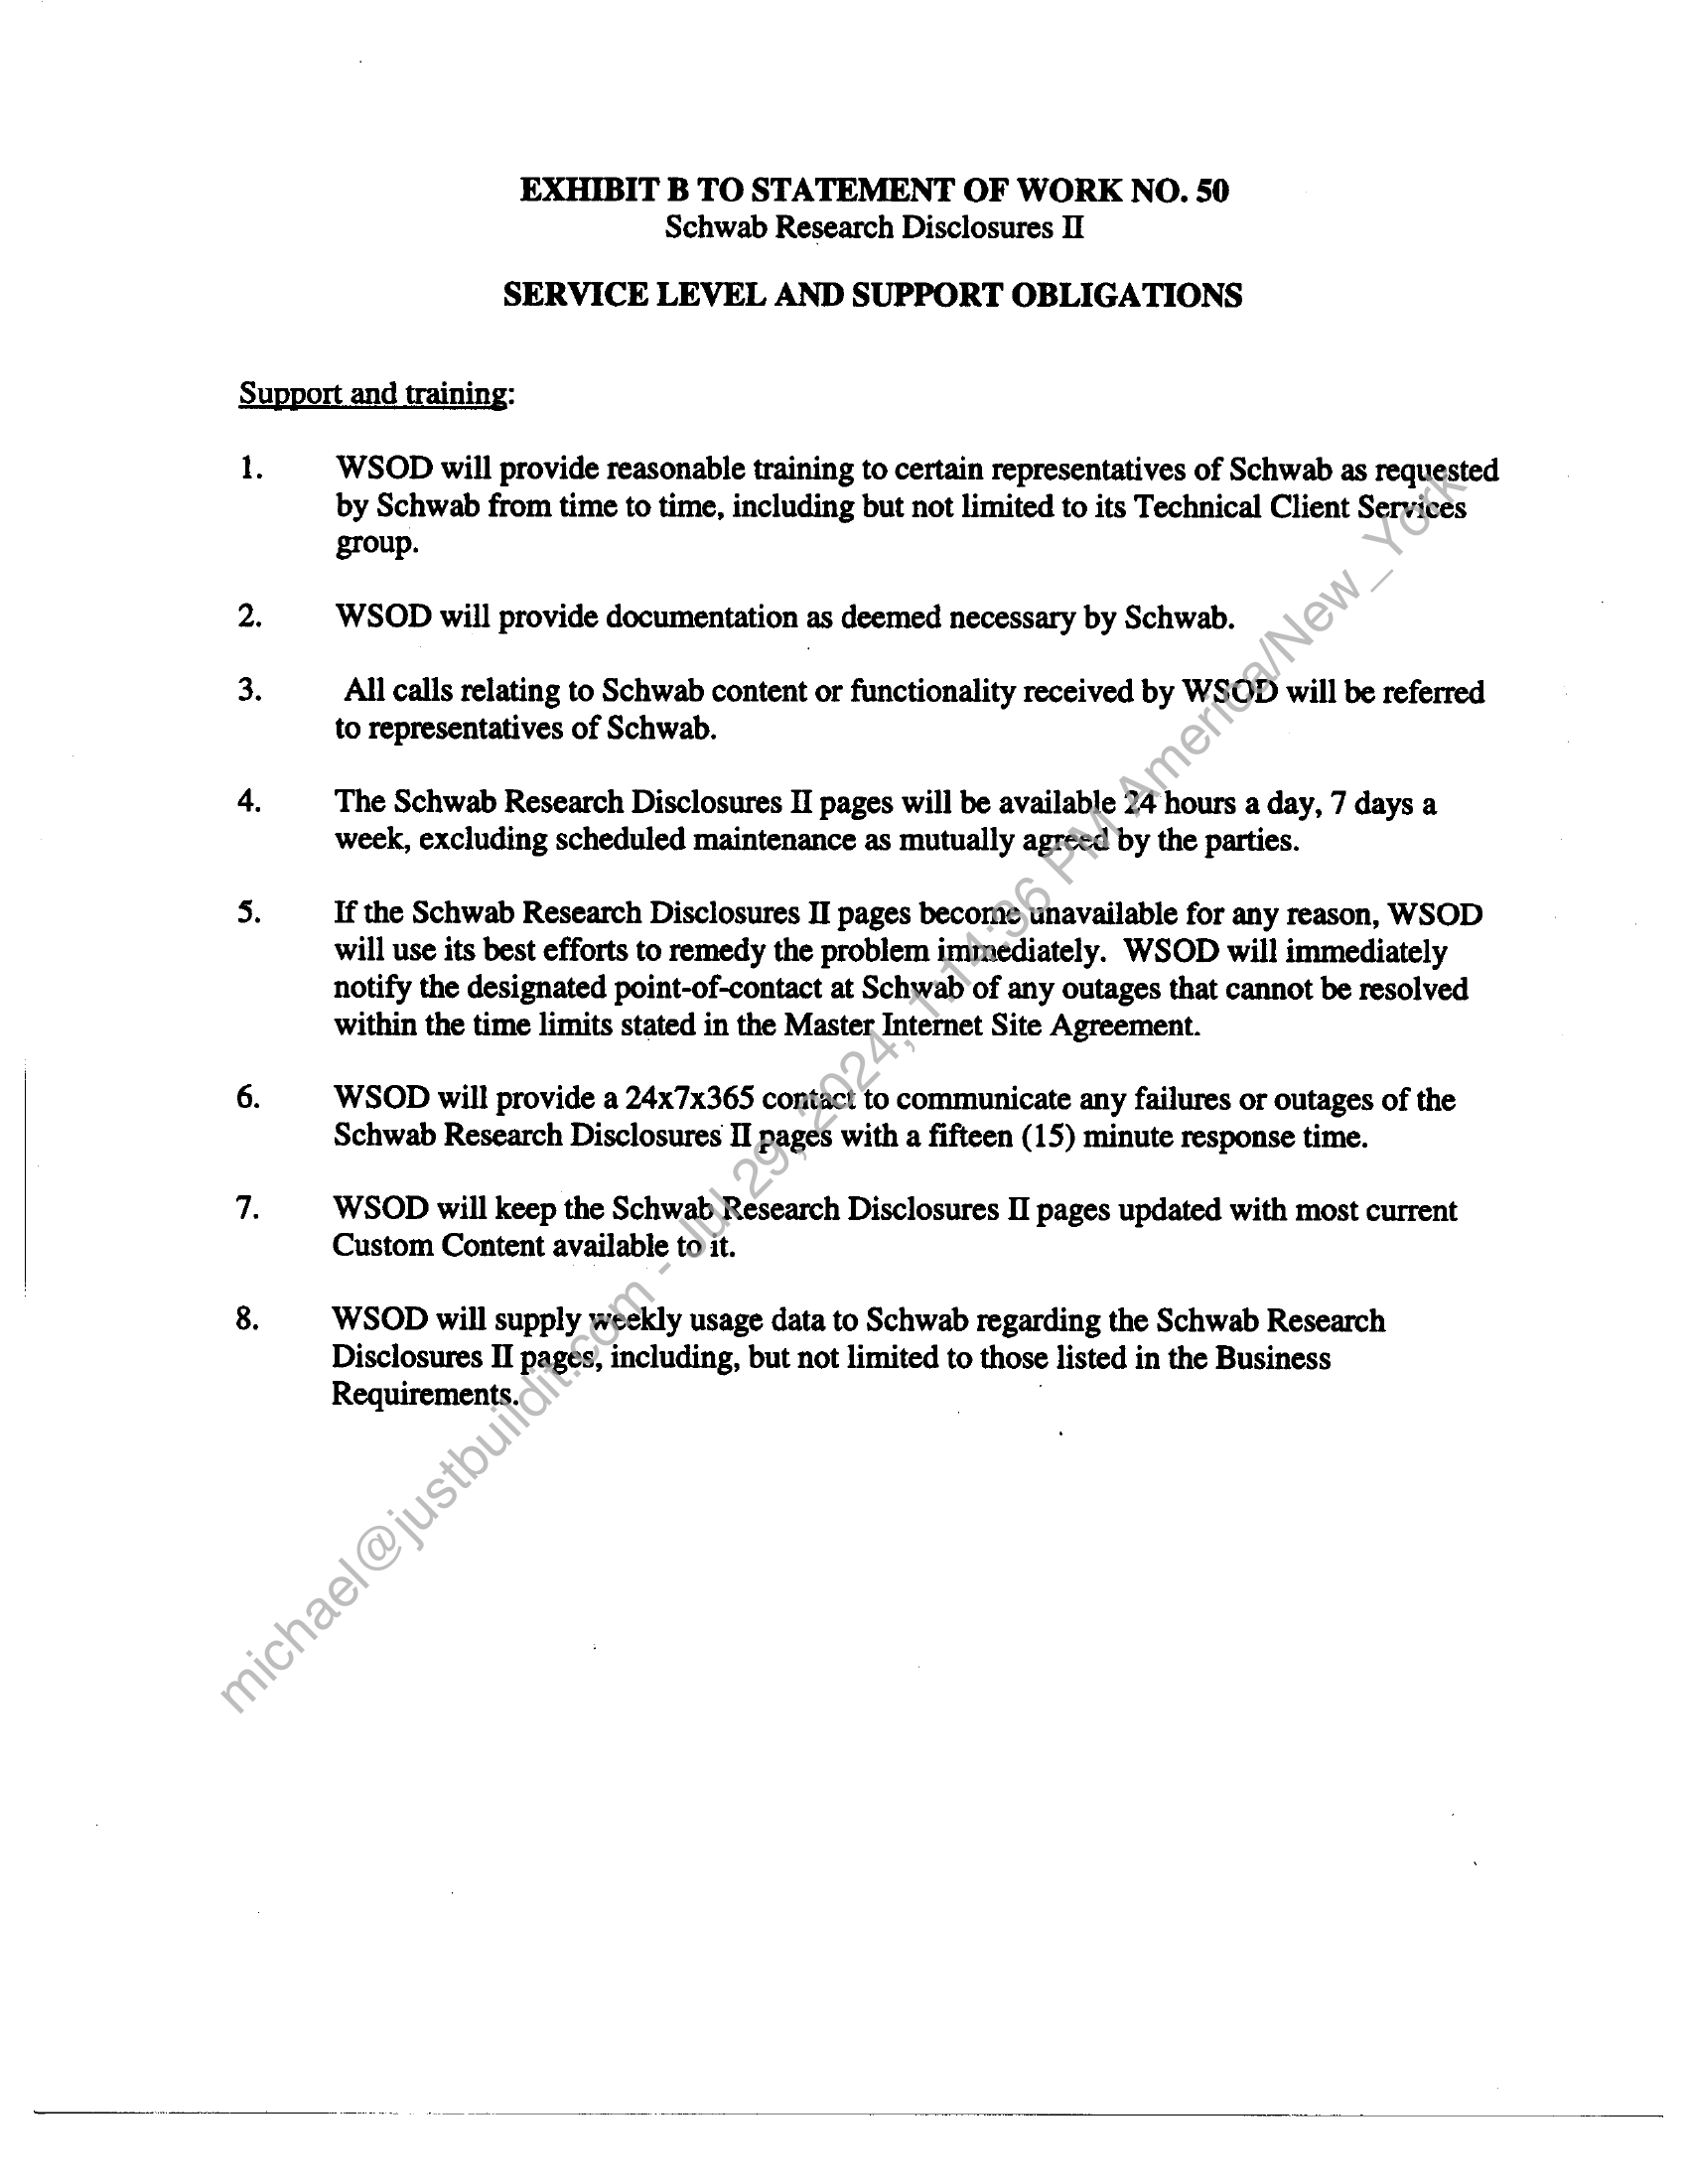 EXHIBIT B TO STATEMENT OF WORK NO. 50
Schwab Research Disclosures II
SERVICE LEVEL AND SUPPORT OBLIGATIONS
Support and training:
1. WSOD will provide reasonable training to certain representatives of Schwab as requested
by Schwab from time to time, including but not limited to its Technical Client Services
group.
2. WSOD will provide documentation as deemed necessary by Schwab.
3. All calls relating to Schwab content or functionality received by WSOD will be referred
to representatives of Schwab.
4. The Schwab Research Disclosures II pages will be available 24 hours a day, 7 days a
week, excluding scheduled maintenance as mutually agreed by the parties.
5. If the Schwab Research Disclosures II pages become unavailable for any reason, WSOD
will use its best efforts to remedy the problem immediately. WSOD will immediately
notify the designated point-of-contact at Schwab of any outages that cannot be resolved
within the time limits stated in the Master Internet Site Agreement.
6. WSOD will provide a 24x7x365 contact to communicate any failures or outages of the
Schwab Research Disclosures II pages with a fifteen (15) minute response time.
7. WSOD will keep the Schwab Research Disclosures II pages updated with most current
Custom Content available to it.
8. WSOD will supply weekly usage data to Schwab regarding the Schwab Research
Disclosures II pages, including, but not limited to those listed in the Business
Requirements.
michael@justbuildit.com - Jul 29, 2024, 1:14:36 PM America/New_York